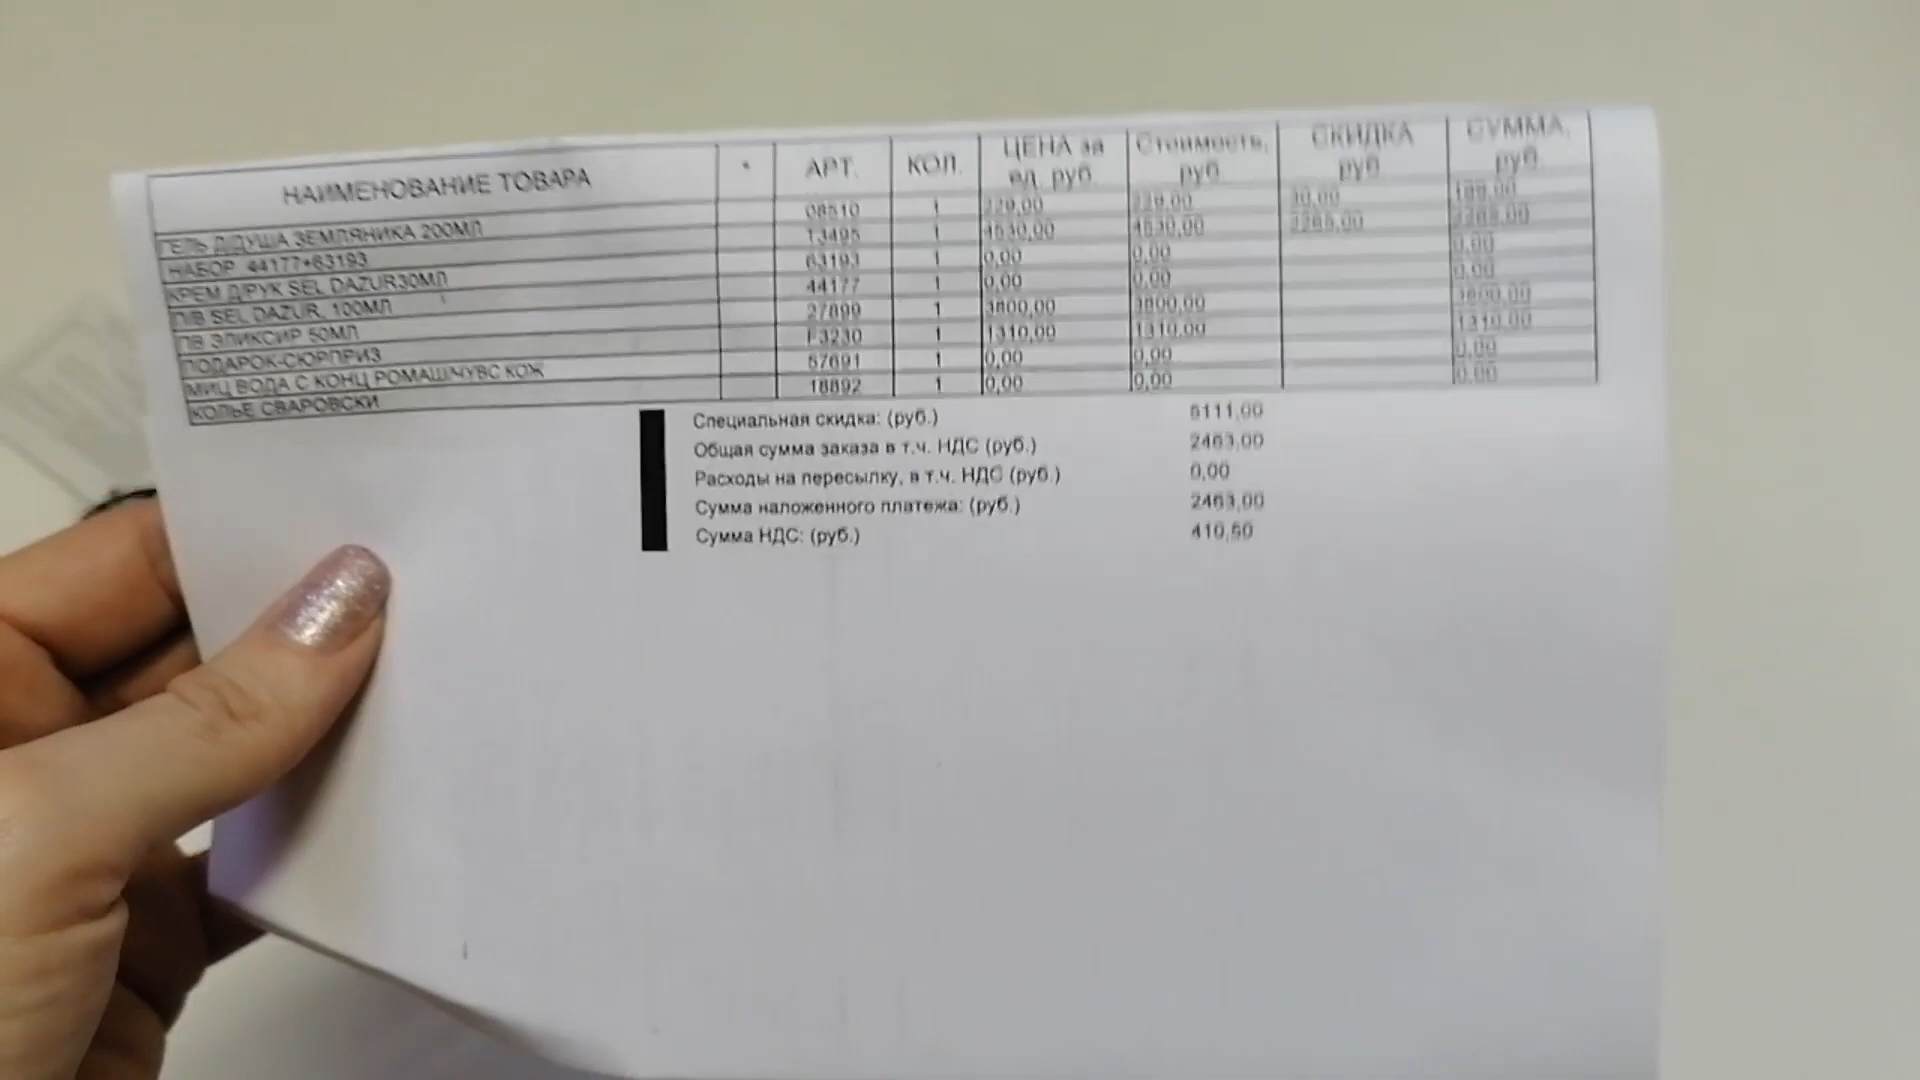 НАИМЕНОВАНИЕ ТОВАРА * АРТ. КОЛ. ЦЕНА за ед. руб. Стоимость, руб. СКИДКА руб. СУММА, руб.
ГЕЛЬ Д/ДУША ЗЕМЛЯНИКА 200МЛ 08510 1 229,00 229,00 30,00 199,00
НАБОР 44177+63193 13495 1 4530,00 4530,00 2265,00 2265,00
КРЕМ Д/РУК SEL DAZUR30МЛ 63193 1 0,00 0,00 0,00
П/В SEL DAZUR, 100МЛ 44177 1 0,00 0,00 0,00
ПВ ЭЛИКСИР 50МЛ 27899 1 3800,00 3800,00 3800,00
ПОДАРОК-СЮРПРИЗ F3230 1 1310,00 1310,00 1310,00
МИЦ ВОДА С КОНЦ РОМАШ/ЧУВС КОЖ 57691 1 0,00 0,00 0,00
КОЛЬЕ СВАРОВСКИ 18892 1 0,00 0,00 0,00
Специальная скидка: (руб.) 5111,00
Общая сумма заказа в т.ч. НДС (руб.) 2463,00
Расходы на пересылку, в т.ч. НДС (руб.) 0,00
Сумма наложенного платежа: (руб.) 2463,00
Сумма НДС: (руб.) 410,50